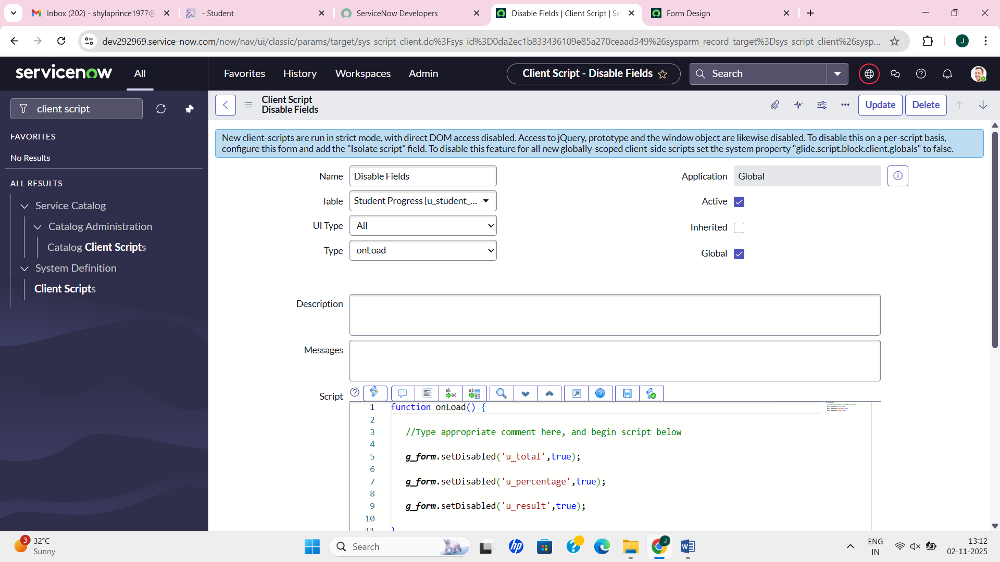 Inbox (202) - shylaprince1977@
- Student
ServiceNow Developers
Disable Fields | Client Script | Se
Form Design
dev292969.service-now.com/now/nav/ui/classic/params/target/sys_script_client.do%3Fsys_id%3D0da2ec1b833436109e85a270ceaad349%26sysparm_record_target%3Dsys_script_client%26sysp...
J
servicenow
All
Favorites
History
Workspaces
Admin
Client Script - Disable Fields
Search
client script
FAVORITES
No Results
ALL RESULTS
Service Catalog
Catalog Administration
Catalog Client Scripts
System Definition
Client Scripts
Client Script
Disable Fields
Update
Delete
New client-scripts are run in strict mode, with direct DOM access disabled. Access to jQuery, prototype and the window object are likewise disabled. To disable this on a per-script basis,
configure this form and add the "Isolate script" field. To disable this feature for all new globally-scoped client-side scripts set the system property "glide.script.block.client.globals" to false.
Name
Disable Fields
Application
Global
Table
Student Progress [u_student_...
Active
UI Type
All
Inherited
Type
onLoad
Global
Description
Messages
Script
1 function onLoad() {
2
3 //Type appropriate comment here, and begin script below
4
5 g_form.setDisabled('u_total',true);
6
7 g_form.setDisabled('u_percentage',true);
8
9 g_form.setDisabled('u_result',true);
10
11 }
3
32°C
Sunny
Search
hp
J
W
ENG
IN
13:12
02-11-2025